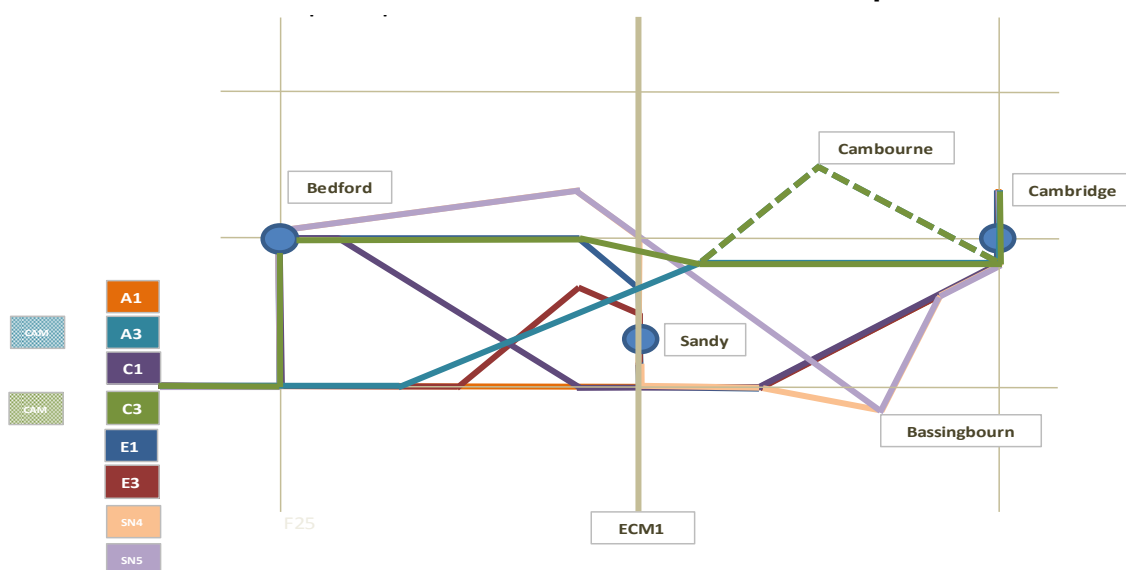 Cambourne
Bedford
Cambridge
A1
CAM
A3
Sandy
C1
CAM
C3
Bassingbourn
E1
E3
SN4
F25
ECM1
SN5